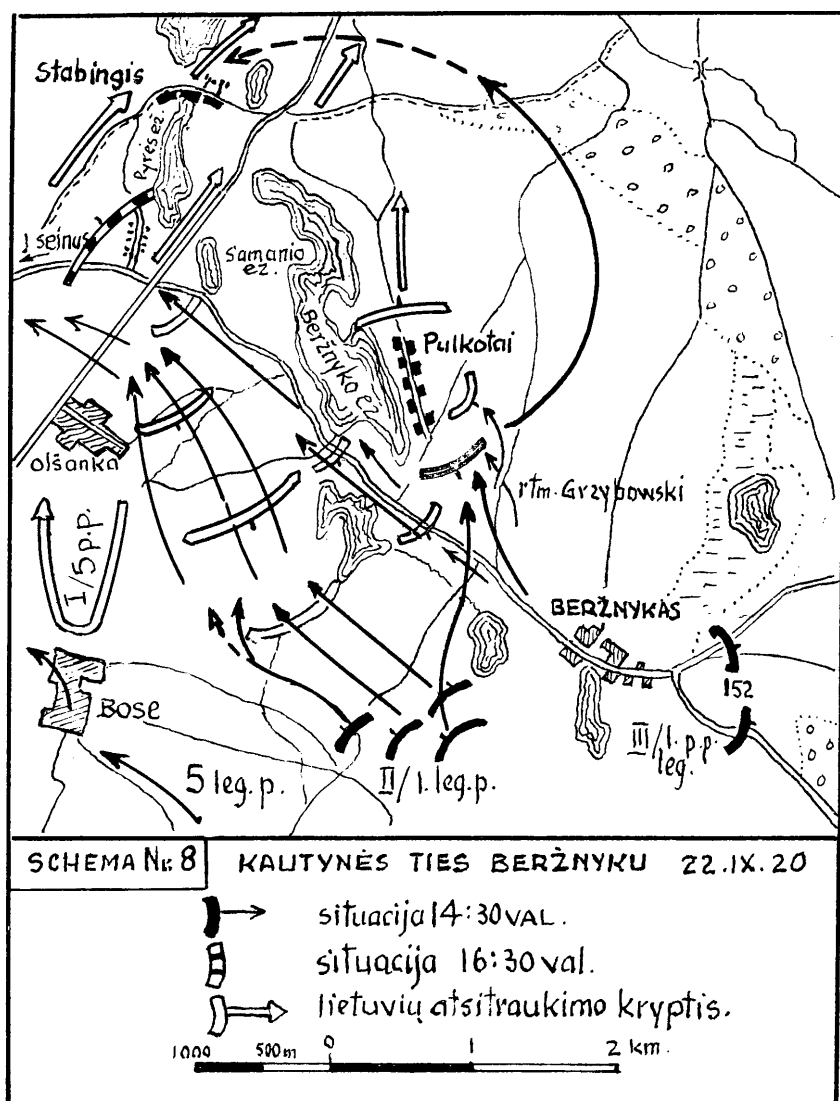 Stabingis
Pyres ez
Į Seinus
Samanio
ež.
Beržnyko ež.
Pulkotai
Olšanka
rtm. Grzybowski
I/5 p.p.
BERŽNYKAS
152
BOSE
5 leg. p.
II/1. leg. p.
III/1. p.p.
leg.
SCHEMA Nr. 8
KAUTYNĖS TIES BERŽNYKU 22.IX.20
situacija 14:30 VAL.
situacija 16:30 val.
lietuvių atsitraukimo kryptis.
1000 500m 0 1 2 km.